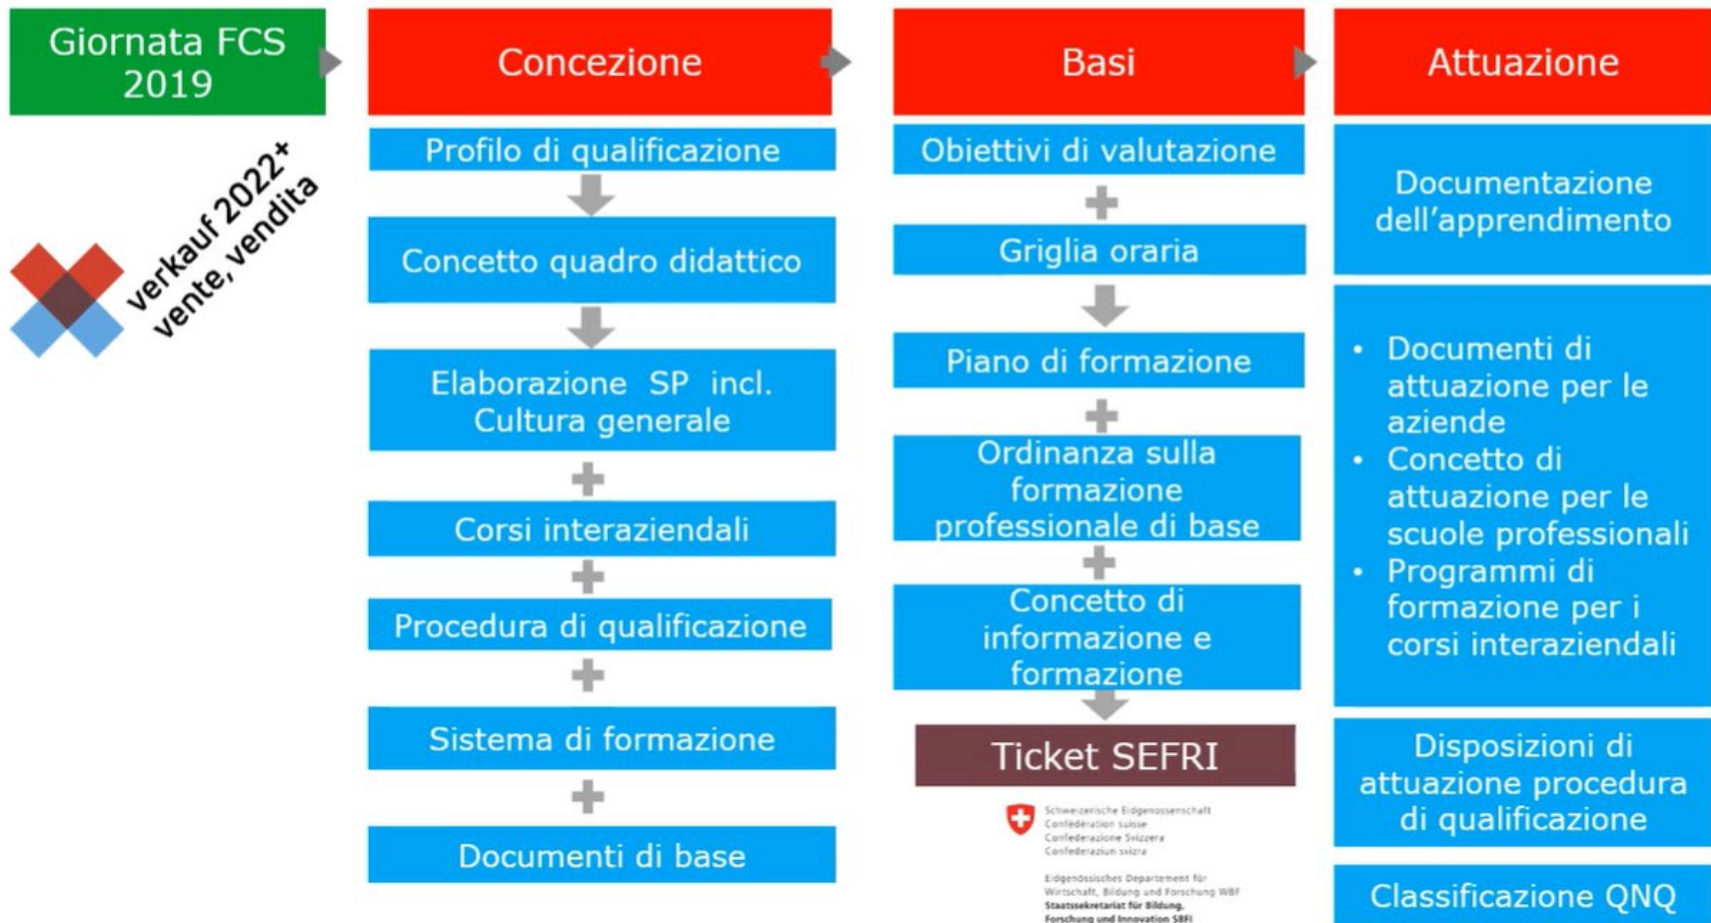 Giornata FCS
2019
verkauf 2022+
vente, vendita
Concezione
Profilo di qualificazione
Concetto quadro didattico
Elaborazione SP incl.
Cultura generale
Corsi interaziendali
Procedura di qualificazione
Sistema di formazione
Documenti di base
Basi
Obiettivi di valutazione
Griglia oraria
Piano di formazione
Ordinanza sulla
formazione
professionale di base
Concetto di
informazione e
formazione
Ticket SEFRI
Schweizerische Eidgenossenschaft
Confédération suisse
Confederazione Svizzera
Confederaziun svizra
Eidgenössisches Departement für
Wirtschaft, Bildung und Forschung WBF
Staatssekretariat für Bildung,
Forschung und Innovation SBFI
Attuazione
Documentazione
dell'apprendimento
• Documenti di
attuazione per le
aziende
• Concetto di
attuazione per le
scuole professionali
• Programmi di
formazione per i
corsi interaziendali
Disposizioni di
attuazione procedura
di qualificazione
Classificazione QNQ